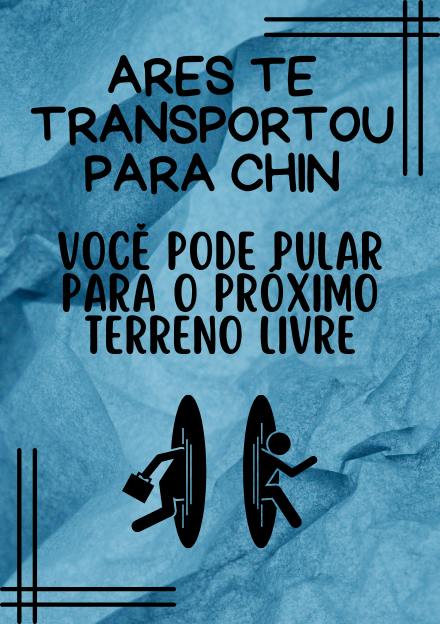 ARES TE
TRANSPORTOU
PARA CHIN
VOCÊ PODE PULAR
PARA O PRÓXIMO
TERRENO LIVRE